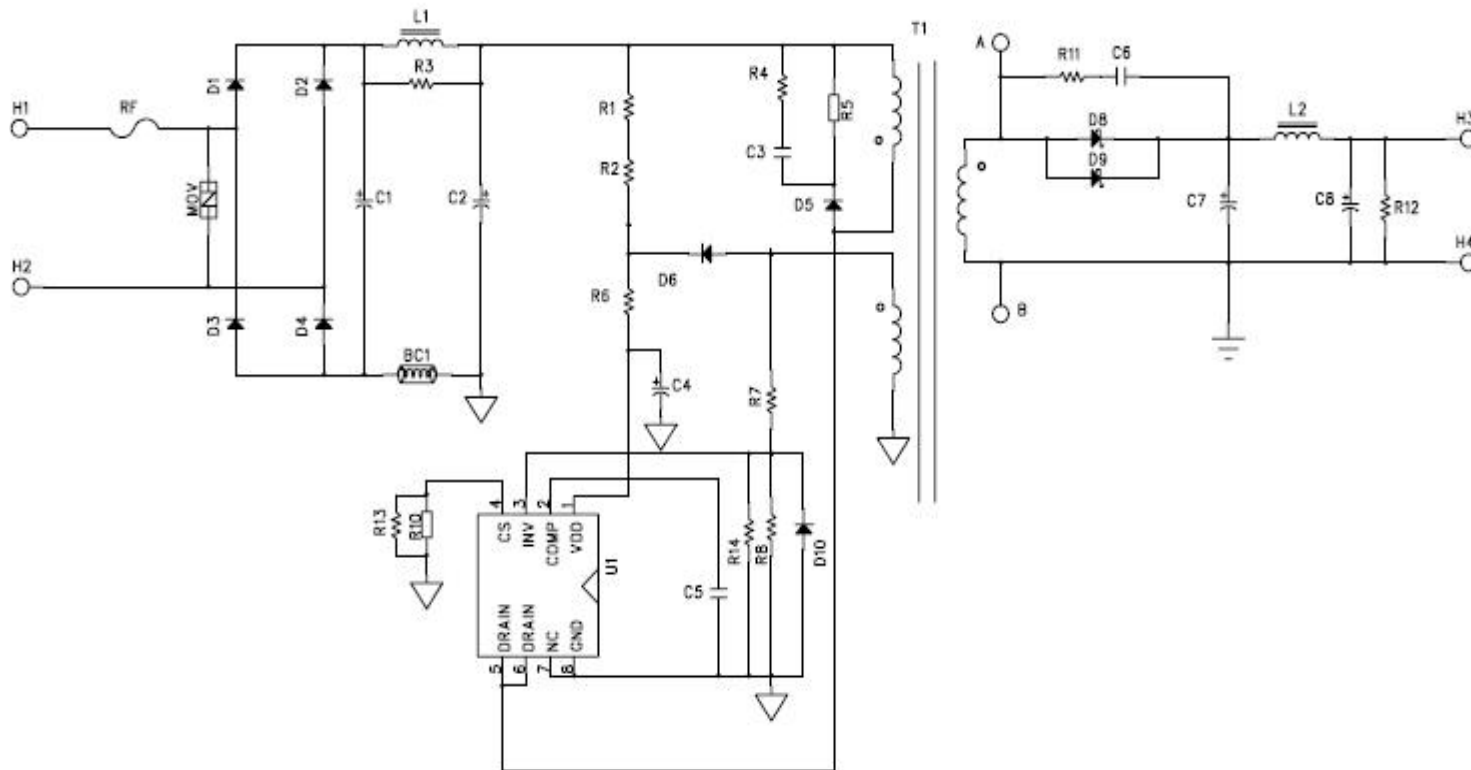 L1
T1
A
R11
C6
R3
D1
D2
R4
R5
H1
RF
R1
D8
L2
H3
C3
R2
D9
MOV
C1
C2
D5
C7
C8
R12
H2
D6
H4
R6
D3
D4
B
BC1
C4
R7
R13
R10
4
3
2
1
CS
INV
COMP
VDD
U1
R14
R8
D10
C5
DRAIN
DRAIN
NC
GND
5
6
7
8